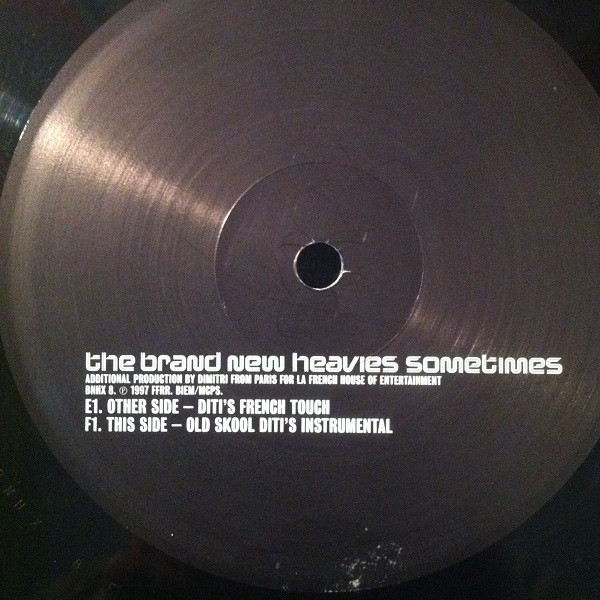 the brand new heavies sometimes
ADDITIONAL PRODUCTION BY DIMITRI FROM PARIS FOR LA FRENCH HOUSE OF ENTERTAINMENT
BNHX 8. ℗ 1997 FFRR. BIEM/MCPS.
E1. OTHER SIDE – DITI'S FRENCH TOUCH
F1. THIS SIDE – OLD SKOOL DITI'S INSTRUMENTAL